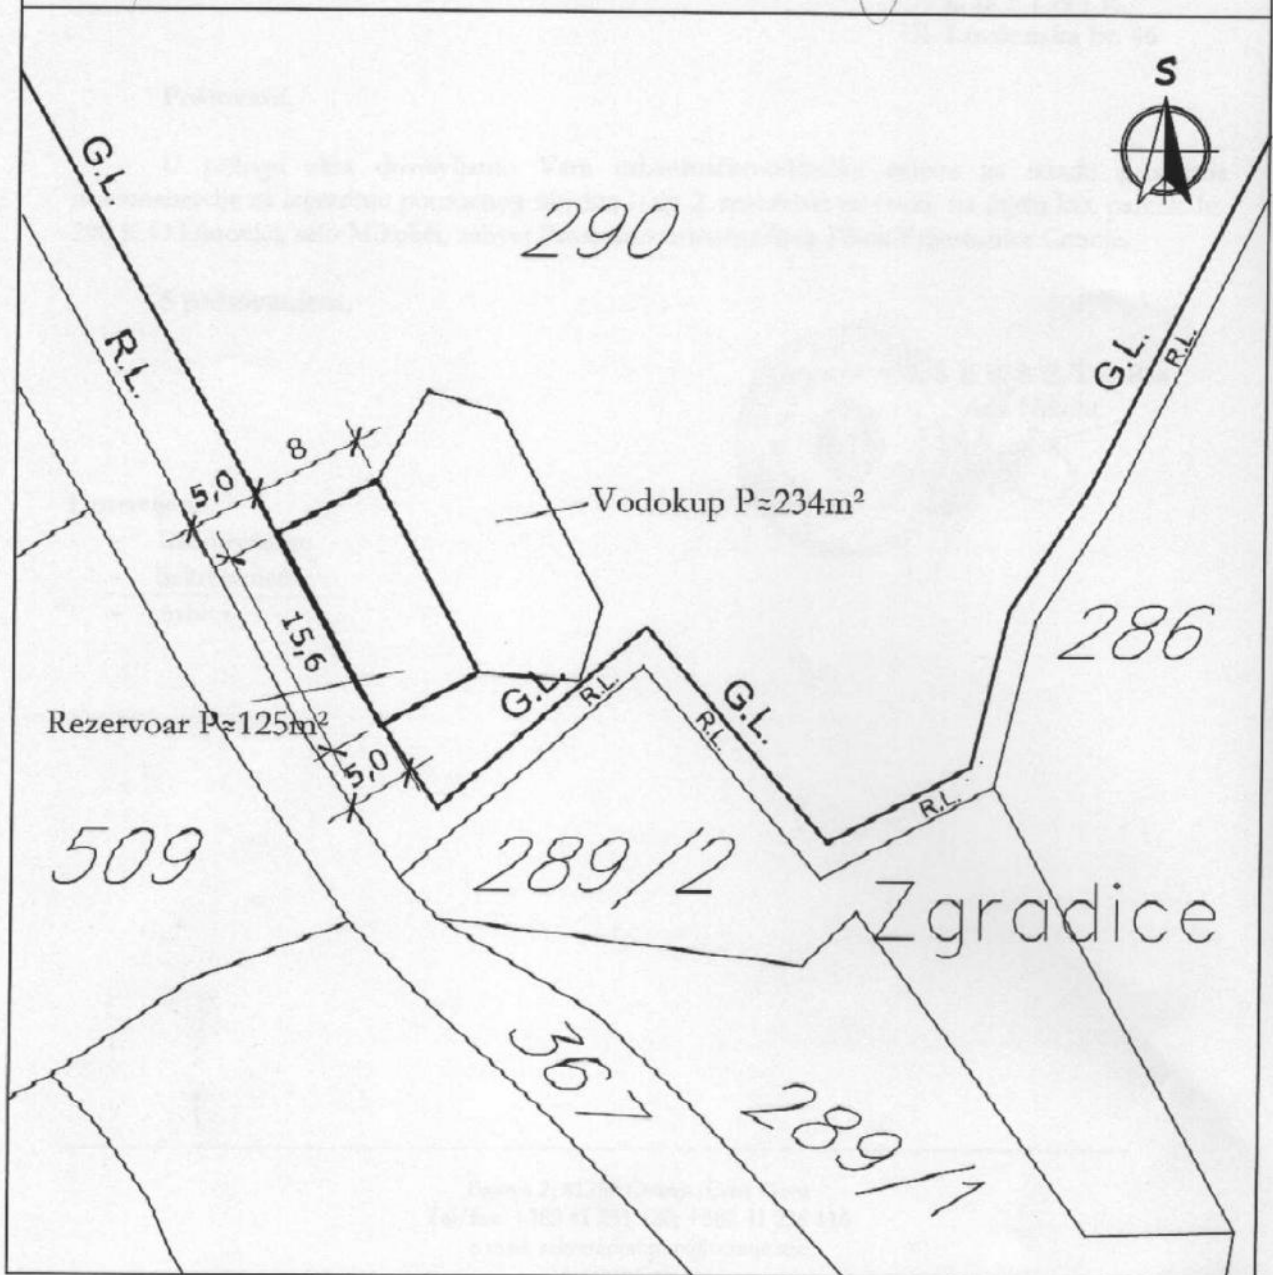 S
G.L.
290
R.L.
G.L.
R.L.
8
5,0
Vodokup P≈234m²
15,6
286
G.L.
R.L.
G.L.
R.L.
Rezervoar P≈125m²
5,0
R.L.
509
289/2
Zgradice
367
289/1